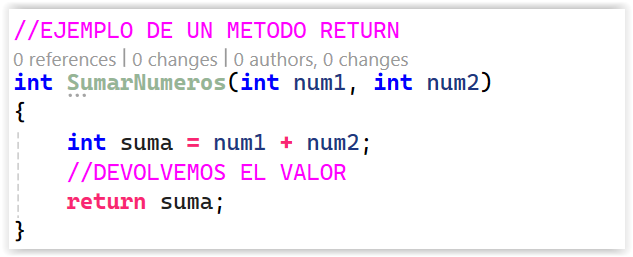 //EJEMPLO DE UN METODO RETURN
0 references | 0 changes | 0 authors, 0 changes
int SumarNumeros(int num1, int num2)
{
    int suma = num1 + num2;
    //DEVOLVEMOS EL VALOR
    return suma;
}